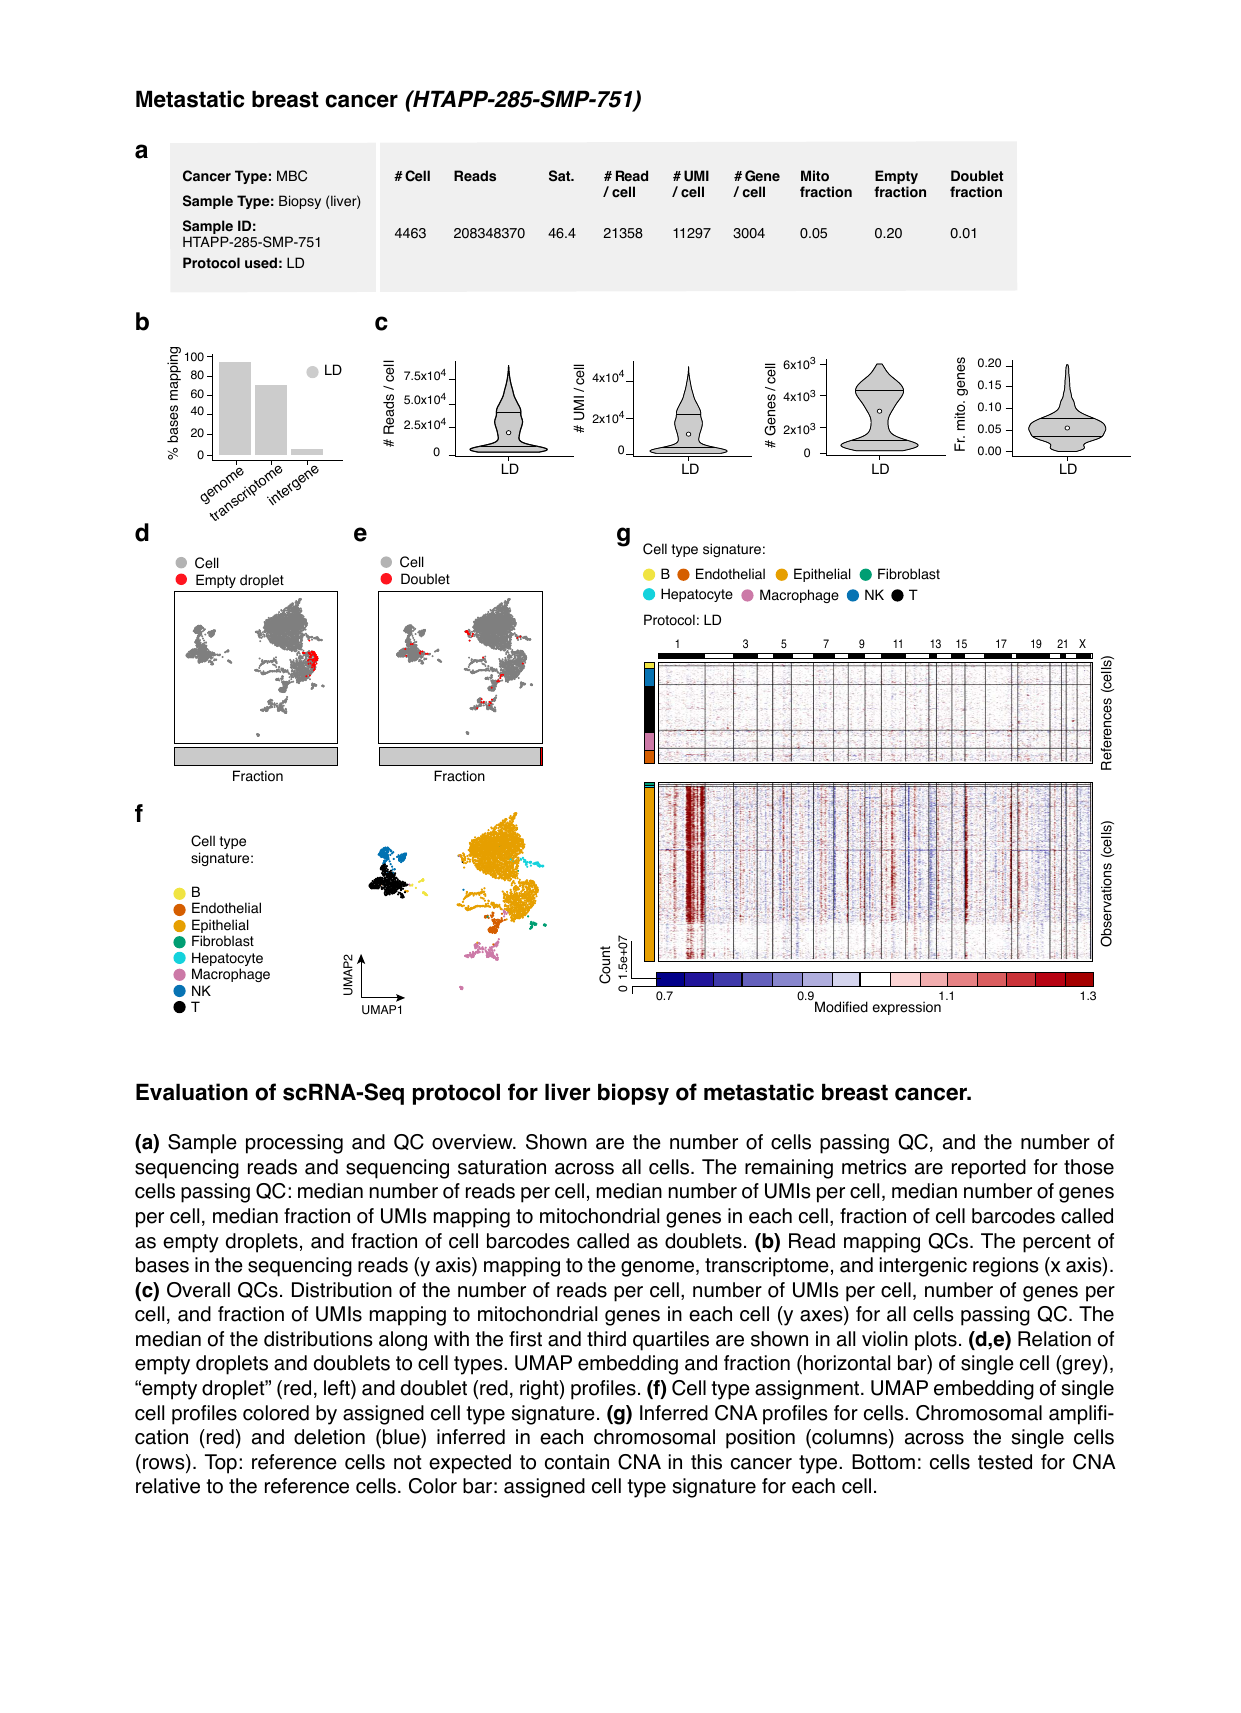 Metastatic breast cancer (HTAPP-285-SMP-751)
a
Cancer Type: MBC
Sample Type: Biopsy (liver)
Sample ID:
HTAPP-285-SMP-751
Protocol used: LD
# Cell Reads Sat. # Read / cell # UMI / cell # Gene / cell Mito fraction Empty fraction Doublet fraction
4463 208348370 46.4 21358 11297 3004 0.05 0.20 0.01
b
% bases mapping
100
80
60
40
20
0
genome
transcriptome
intergene
LD
c
# Reads / cell
7.5x10⁴
5.0x10⁴
2.5x10⁴
0
LD
# UMI / cell
4x10⁴
2x10⁴
0
LD
# Genes / cell
6x10³
4x10³
2x10³
0
LD
Fr. mito. genes
0.20
0.15
0.10
0.05
0.00
LD
d
Cell
Empty droplet
Fraction
e
Cell
Doublet
Fraction
f
Cell type
signature:
B
Endothelial
Epithelial
Fibroblast
Hepatocyte
Macrophage
NK
T
UMAP2
UMAP1
g
Cell type signature:
B Endothelial Epithelial Fibroblast
Hepatocyte Macrophage NK T
Protocol: LD
1 3 5 7 9 11 13 15 17 19 21 X
References (cells)
Observations (cells)
Count
0 1.5e+07
0.7 0.9 1.1 1.3
Modified expression
Evaluation of scRNA-Seq protocol for liver biopsy of metastatic breast cancer.
(a) Sample processing and QC overview. Shown are the number of cells passing QC, and the number of
sequencing reads and sequencing saturation across all cells. The remaining metrics are reported for those
cells passing QC: median number of reads per cell, median number of UMIs per cell, median number of genes
per cell, median fraction of UMIs mapping to mitochondrial genes in each cell, fraction of cell barcodes called
as empty droplets, and fraction of cell barcodes called as doublets. (b) Read mapping QCs. The percent of
bases in the sequencing reads (y axis) mapping to the genome, transcriptome, and intergenic regions (x axis).
(c) Overall QCs. Distribution of the number of reads per cell, number of UMIs per cell, number of genes per
cell, and fraction of UMIs mapping to mitochondrial genes in each cell (y axes) for all cells passing QC. The
median of the distributions along with the first and third quartiles are shown in all violin plots. (d,e) Relation of
empty droplets and doublets to cell types. UMAP embedding and fraction (horizontal bar) of single cell (grey),
“empty droplet” (red, left) and doublet (red, right) profiles. (f) Cell type assignment. UMAP embedding of single
cell profiles colored by assigned cell type signature. (g) Inferred CNA profiles for cells. Chromosomal amplifi-
cation (red) and deletion (blue) inferred in each chromosomal position (columns) across the single cells
(rows). Top: reference cells not expected to contain CNA in this cancer type. Bottom: cells tested for CNA
relative to the reference cells. Color bar: assigned cell type signature for each cell.